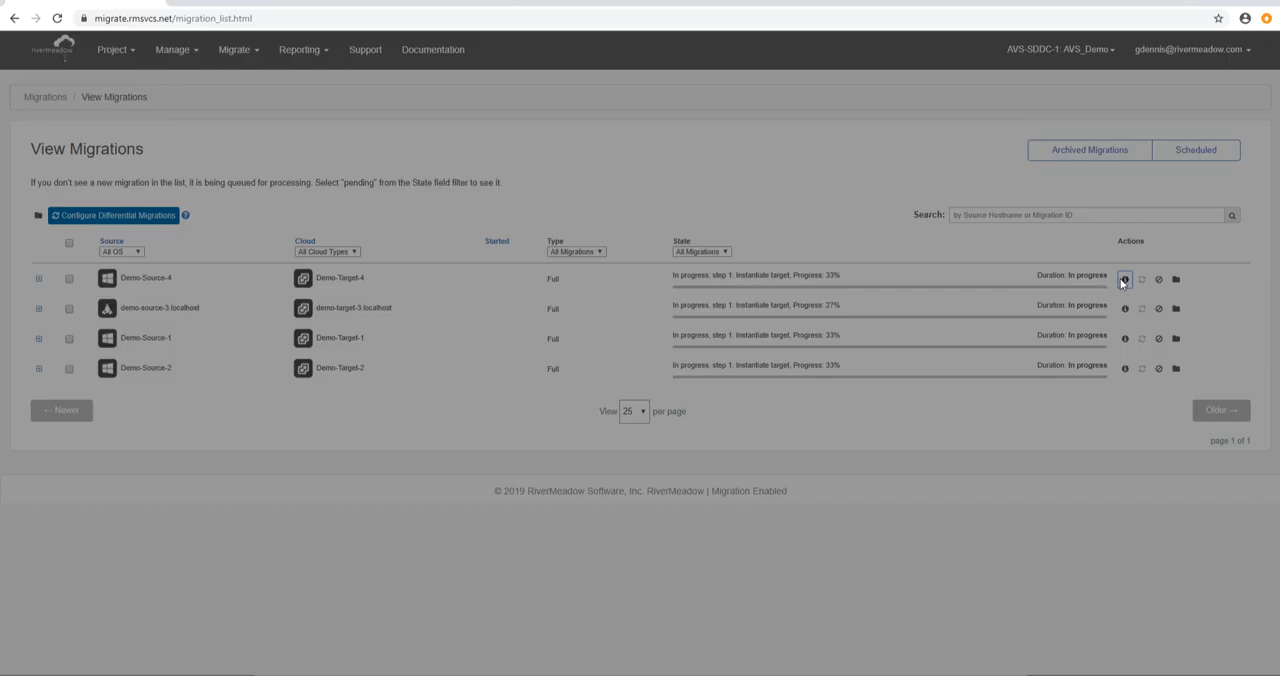 migrate.rmsvcs.net/migration_list.html
rivermeadow
Project Manage Migrate Reporting Support Documentation AVS-SDDC-1: AVS_Demo gdennis@rivermeadow.com
Migrations / View Migrations
View Migrations
Archived Migrations Scheduled
If you don't see a new migration in the list, it is being queued for processing. Select "pending" from the State field filter to see it.
Configure Differential Migrations ? Search: by Source Hostname or Migration ID
Source Cloud Started Type State Actions
All OS All Cloud Types All Migrations All Migrations
Demo-Source-4 Demo-Target-4 Full In progress, step 1: Instantiate target, Progress: 33% Duration: In progress
demo-source-3.localhost demo-target-3.localhost Full In progress, step 1: Instantiate target, Progress: 27% Duration: In progress
Demo-Source-1 Demo-Target-1 Full In progress, step 1: Instantiate target, Progress: 33% Duration: In progress
Demo-Source-2 Demo-Target-2 Full In progress, step 1: Instantiate target, Progress: 33% Duration: In progress
← Newer View 25 per page Older →
page 1 of 1
© 2019 RiverMeadow Software, Inc. RiverMeadow | Migration Enabled